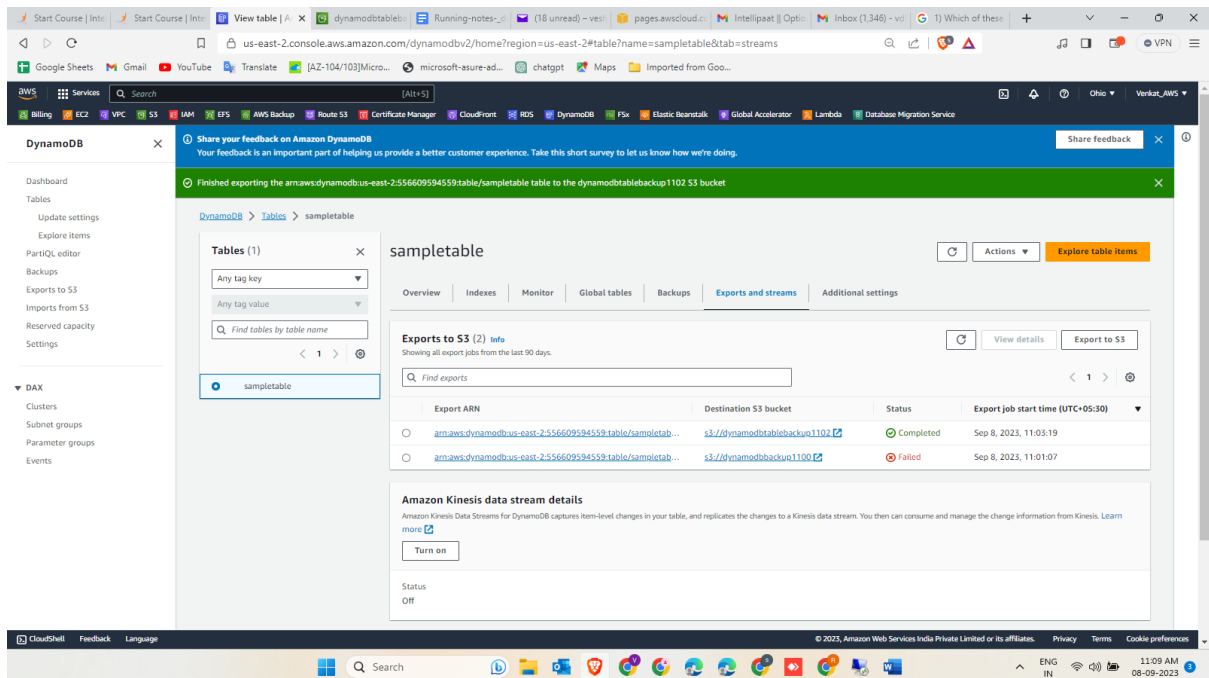 Start Course | Inte
Start Course | Inte
View table | A
dynamodbtableb
Running-notes-_d
(18 unread) – vesh
pages.awscloud.c
Intellipaat || Optio
Inbox (1,346) - vd
1) Which of these
us-east-2.console.aws.amazon.com/dynamodbv2/home?region=us-east-2#table?name=sampletable&tab=streams
VPN
Google Sheets Gmail YouTube Translate [AZ-104/103]Micro... microsoft-asure-ad... chatgpt Maps Imported from Goo...
aws Services Search [Alt+S] Ohio Venkat_AWS
Billing EC2 VPC S3 IAM EFS AWS Backup Route 53 Certificate Manager CloudFront RDS DynamoDB FSx Elastic Beanstalk Global Accelerator Lambda Database Migration Service
DynamoDB
Dashboard
Tables
Update settings
Explore items
PartiQL editor
Backups
Exports to S3
Imports from S3
Reserved capacity
Settings
DAX
Clusters
Subnet groups
Parameter groups
Events
Share your feedback on Amazon DynamoDB
Your feedback is an important part of helping us provide a better customer experience. Take this short survey to let us know how we're doing.
Share feedback
Finished exporting the arn:aws:dynamodb:us-east-2:556609594559:table/sampletable table to the dynamodbtablebackup1102 S3 bucket
DynamoDB > Tables > sampletable
Tables (1)
Any tag key
Any tag value
Find tables by table name
1
sampletable
sampletable
Actions
Explore table items
Overview Indexes Monitor Global tables Backups Exports and streams Additional settings
Exports to S3 (2) Info
Showing all export jobs from the last 90 days.
View details
Export to S3
Find exports
1
Export ARN Destination S3 bucket Status Export job start time (UTC+05:30)
arn:aws:dynamodb:us-east-2:556609594559:table/sampletab... s3://dynamodbtablebackup1102 Completed Sep 8, 2023, 11:03:19
arn:aws:dynamodb:us-east-2:556609594559:table/sampletab... s3://dynamodbbackup1100 Failed Sep 8, 2023, 11:01:07
Amazon Kinesis data stream details
Amazon Kinesis Data Streams for DynamoDB captures item-level changes in your table, and replicates the changes to a Kinesis data stream. You then can consume and manage the change information from Kinesis. Learn
more
Turn on
Status
Off
CloudShell Feedback Language © 2023, Amazon Web Services India Private Limited or its affiliates. Privacy Terms Cookie preferences
Search
ENG
IN
11:09 AM
08-09-2023
3